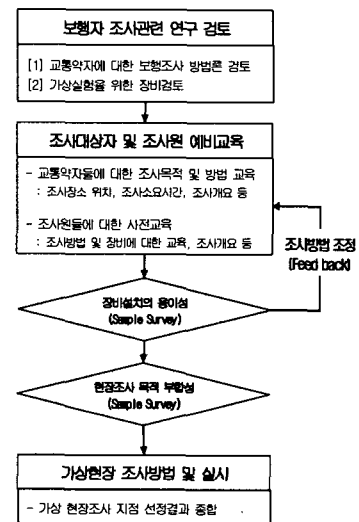 보행자 조사관련 연구 검토
[1] 교통약자에 대한 보행조사 방법론 검토
[2] 가상실험을 위한 장비검토
조사대상자 및 조사원 예비교육
- 교통약자들에 대한 조사목적 및 방법 교육
: 조사장소 위치, 조사소요시간, 조사개요 등
- 조사원들에 대한 사전교육
: 조사방법 및 장비에 대한 교육, 조사개요 등
조사방법 조정
(Feed back)
장비설치의 용이성
(Sample Survey)
현장조사 목적 부합성
(Sample Survey)
가상현장 조사방법 및 실시
- 가상 현장조사 지점 선정결과 종합